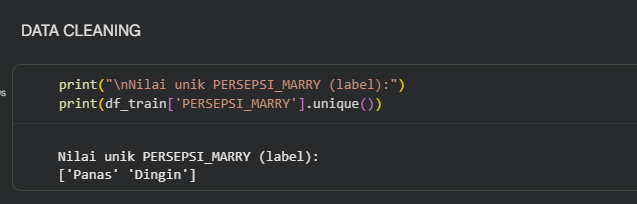 DATA CLEANING
print("\nNilai unik PERSEPSI_MARRY (label):")
print(df_train['PERSEPSI_MARRY'].unique())
Nilai unik PERSEPSI_MARRY (label):
['Panas' 'Dingin']